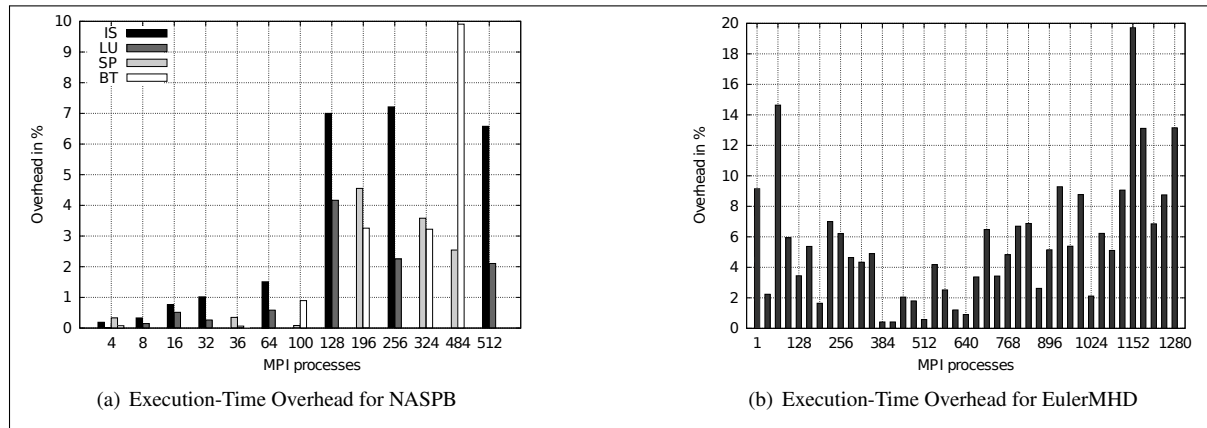 10
9
8
7
6
5
4
3
2
1
0
Overhead in %
IS
LU
SP
BT
4 8 16 32 36 64 100 128 196 256 324 484 512
MPI processes
(a) Execution-Time Overhead for NASPB
20
18
16
14
12
10
8
6
4
2
0
Overhead in %
1 128 256 384 512 640 768 896 1024 1152 1280
MPI processes
(b) Execution-Time Overhead for EulerMHD